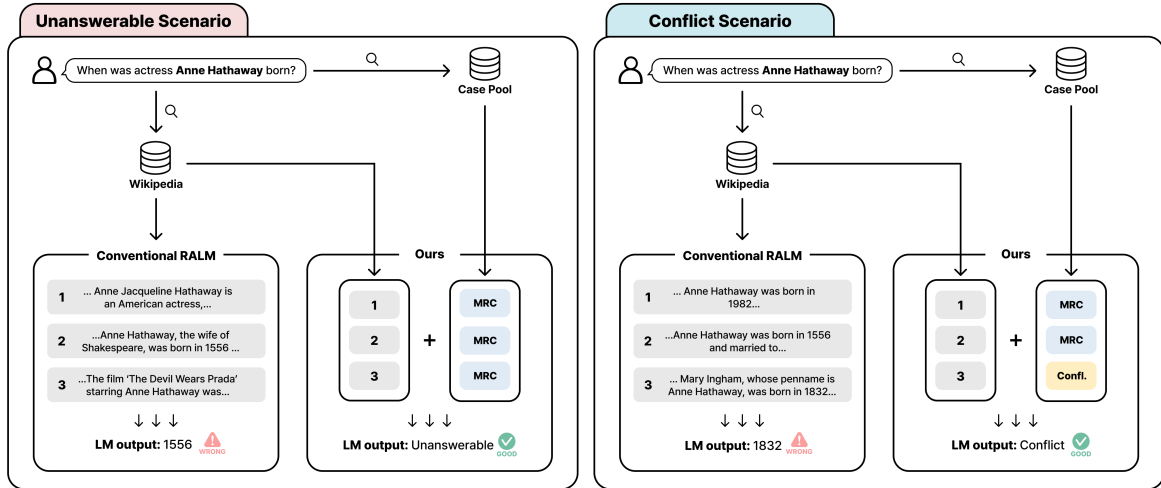 Unanswerable Scenario
When was actress Anne Hathaway born?
Case Pool
Wikipedia
Conventional RALM
1 ... Anne Jacqueline Hathaway is
an American actress,...
2 ...Anne Hathaway, the wife of
Shakespeare, was born in 1556 ...
3 ...The film ‘The Devil Wears Prada’
starring Anne Hathaway was...
LM output: 1556
WRONG
Ours
1
2
3
+
MRC
MRC
MRC
LM output: Unanswerable
GOOD
Conflict Scenario
When was actress Anne Hathaway born?
Case Pool
Wikipedia
Conventional RALM
1 ... Anne Hathaway was born in
1982...
2 ...Anne Hathaway was born in 1556
and married to...
3 ... Mary Ingham, whose penname is
Anne Hathaway, was born in 1832...
LM output: 1832
WRONG
Ours
1
2
3
+
MRC
MRC
Confl.
LM output: Conflict
GOOD